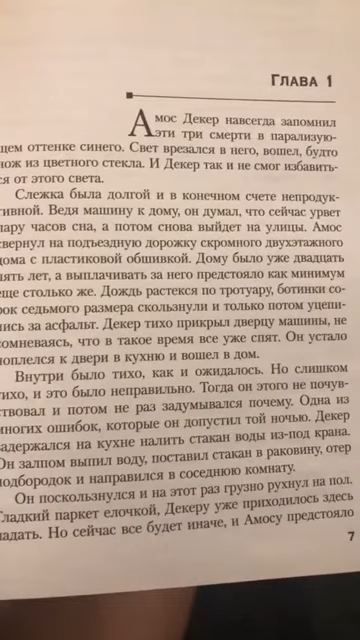 ГЛАВА 1
Амос Декер навсегда запомнил
эти три смерти в парализую-
щем оттенке синего. Свет врезался в него, вошел, будто
нож из цветного стекла. И Декер так и не смог избавить-
ся от этого света.
Слежка была долгой и в конечном счете непродук-
тивной. Ведя машину к дому, он думал, что сейчас урвет
пару часов сна, а потом снова выйдет на улицы. Амос
свернул на подъездную дорожку скромного двухэтажного
дома с пластиковой обшивкой. Дому было уже двадцать
пять лет, а выплачивать за него предстояло как минимум
еще столько же. Дождь растекся по тротуару, ботинки со-
рок седьмого размера скользнули и только потом уцепи-
лись за асфальт. Декер тихо прикрыл дверцу машины, не
сомневаясь, что в такое время все уже спят. Он устало
поплелся к двери в кухню и вошел в дом.
Внутри было тихо, как и ожидалось. Но слишком
тихо, и это было неправильно. Тогда он этого не почув-
ствовал и потом не раз задумывался почему. Одна из
многих ошибок, которые он допустил той ночью. Декер
задержался на кухне налить стакан воды из-под крана.
Он залпом выпил воду, поставил стакан в раковину, отер
подбородок и направился в соседнюю комнату.
Он поскользнулся и на этот раз грузно рухнул на пол.
Гладкий паркет елочкой, Декеру уже приходилось здесь
падать. Но сейчас все будет иначе, и Амосу предстояло
7